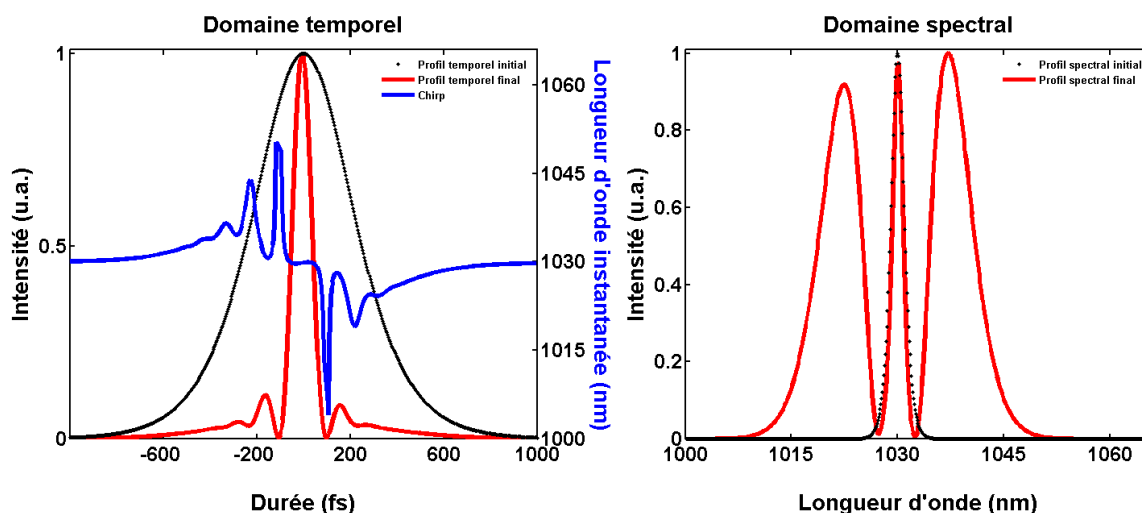 Domaine temporel
1
0.5
0
Intensité (u.a.)
Profil temporel initial
Profil temporel final
Chirp
1060
1045
1030
1015
1000
Longueur d'onde instantanée (nm)
-600
-200
200
600
1000
Durée (fs)
Domaine spectral
1
0.8
0.6
0.4
0.2
0
Intensité (u.a.)
Profil spectral initial
Profil spectral final
1000
1015
1030
1045
1060
Longueur d'onde (nm)